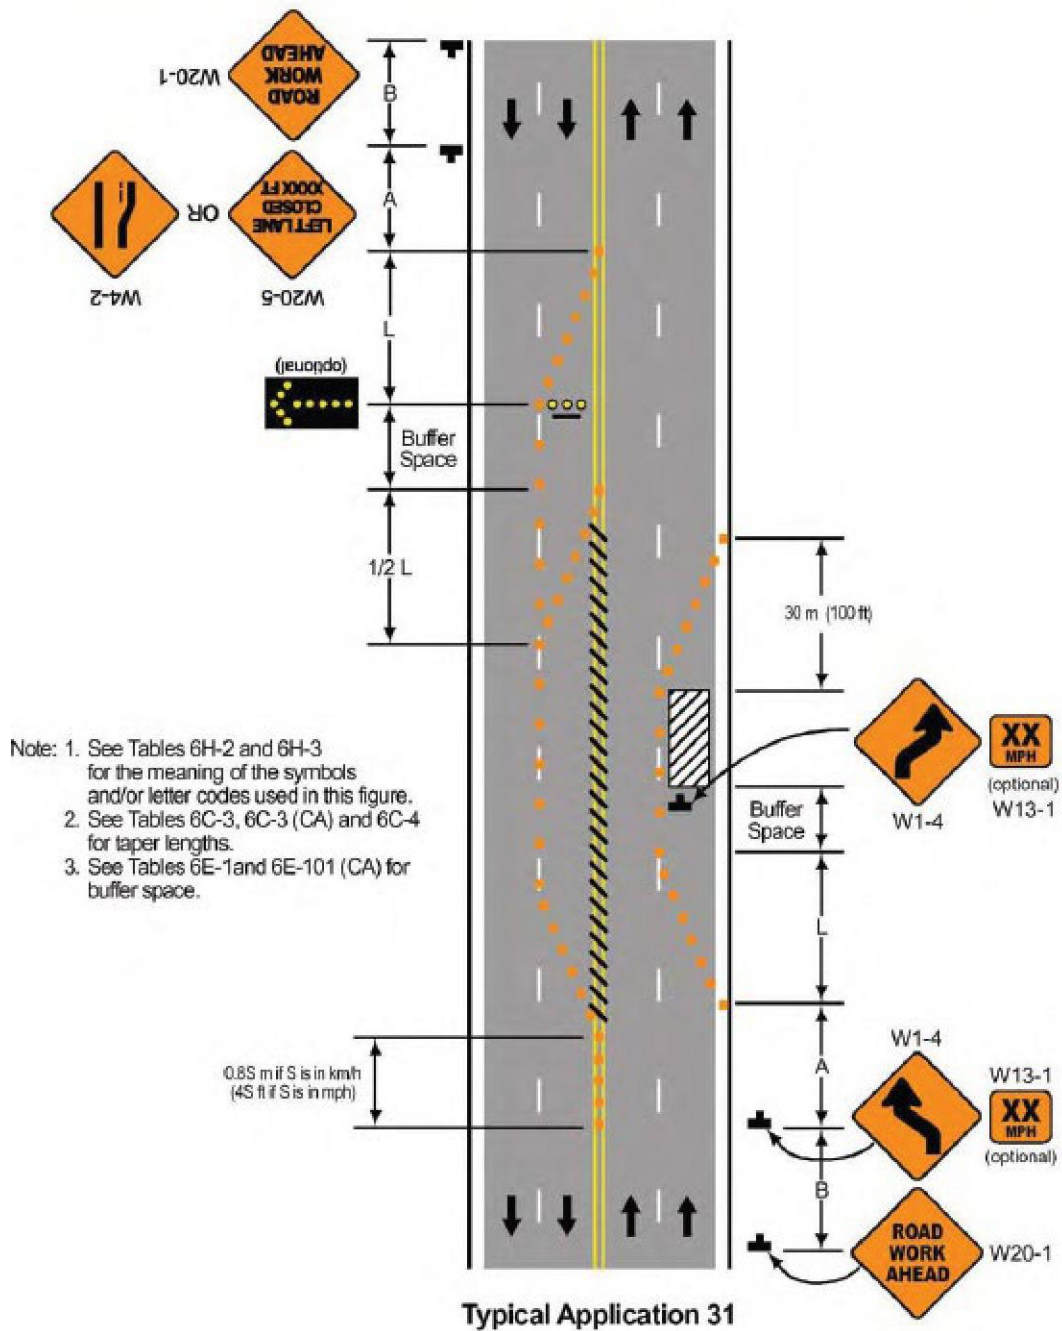 ROAD
WORK
AHEAD
W20-1
B
LEFT LANE
CLOSED
XXXX FT
W20-5
OR
W4-2
A
L
(optional)
Buffer
Space
1/2 L
30 m (100 ft)
Note: 1. See Tables 6H-2 and 6H-3
for the meaning of the symbols
and/or letter codes used in this figure.
2. See Tables 6C-3, 6C-3 (CA) and 6C-4
for taper lengths.
3. See Tables 6E-1and 6E-101 (CA) for
buffer space.
W1-4
XX
MPH
(optional)
W13-1
Buffer
Space
L
0.8S m if S is in km/h
(4S ft if S is in mph)
A
W1-4
W13-1
XX
MPH
(optional)
B
ROAD
WORK
AHEAD
W20-1
Typical Application 31